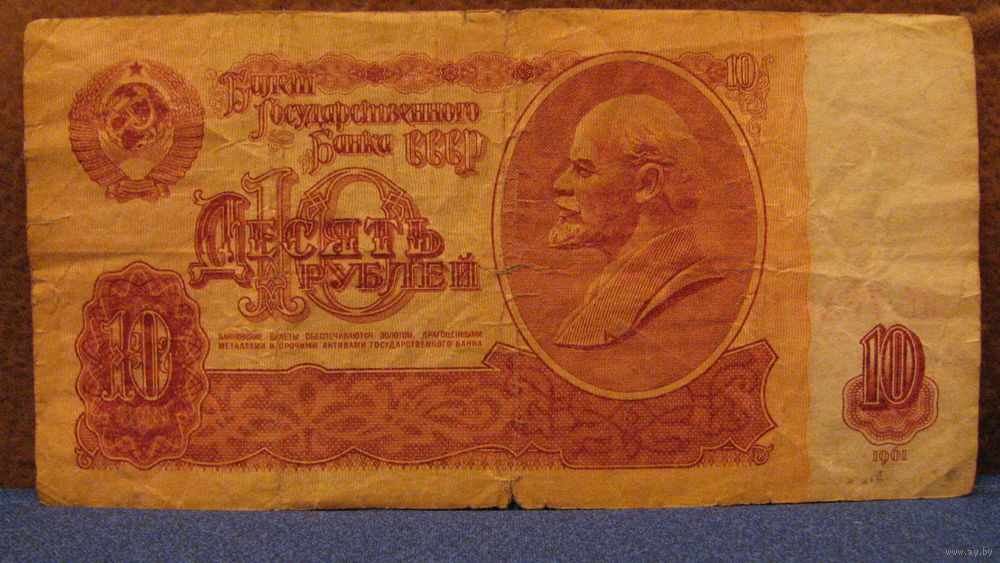 Билет
Государственного
Банка СССР
10
10
Десять
рублей
БАНКОВСКИЕ БИЛЕТЫ ОБЕСПЕЧИВАЮТСЯ ЗОЛОТОМ, ДРАГОЦЕННЫМИ
МЕТАЛЛАМИ И ПРОЧИМИ АКТИВАМИ ГОСУДАРСТВЕННОГО БАНКА
10
10
1961
www.ay.by